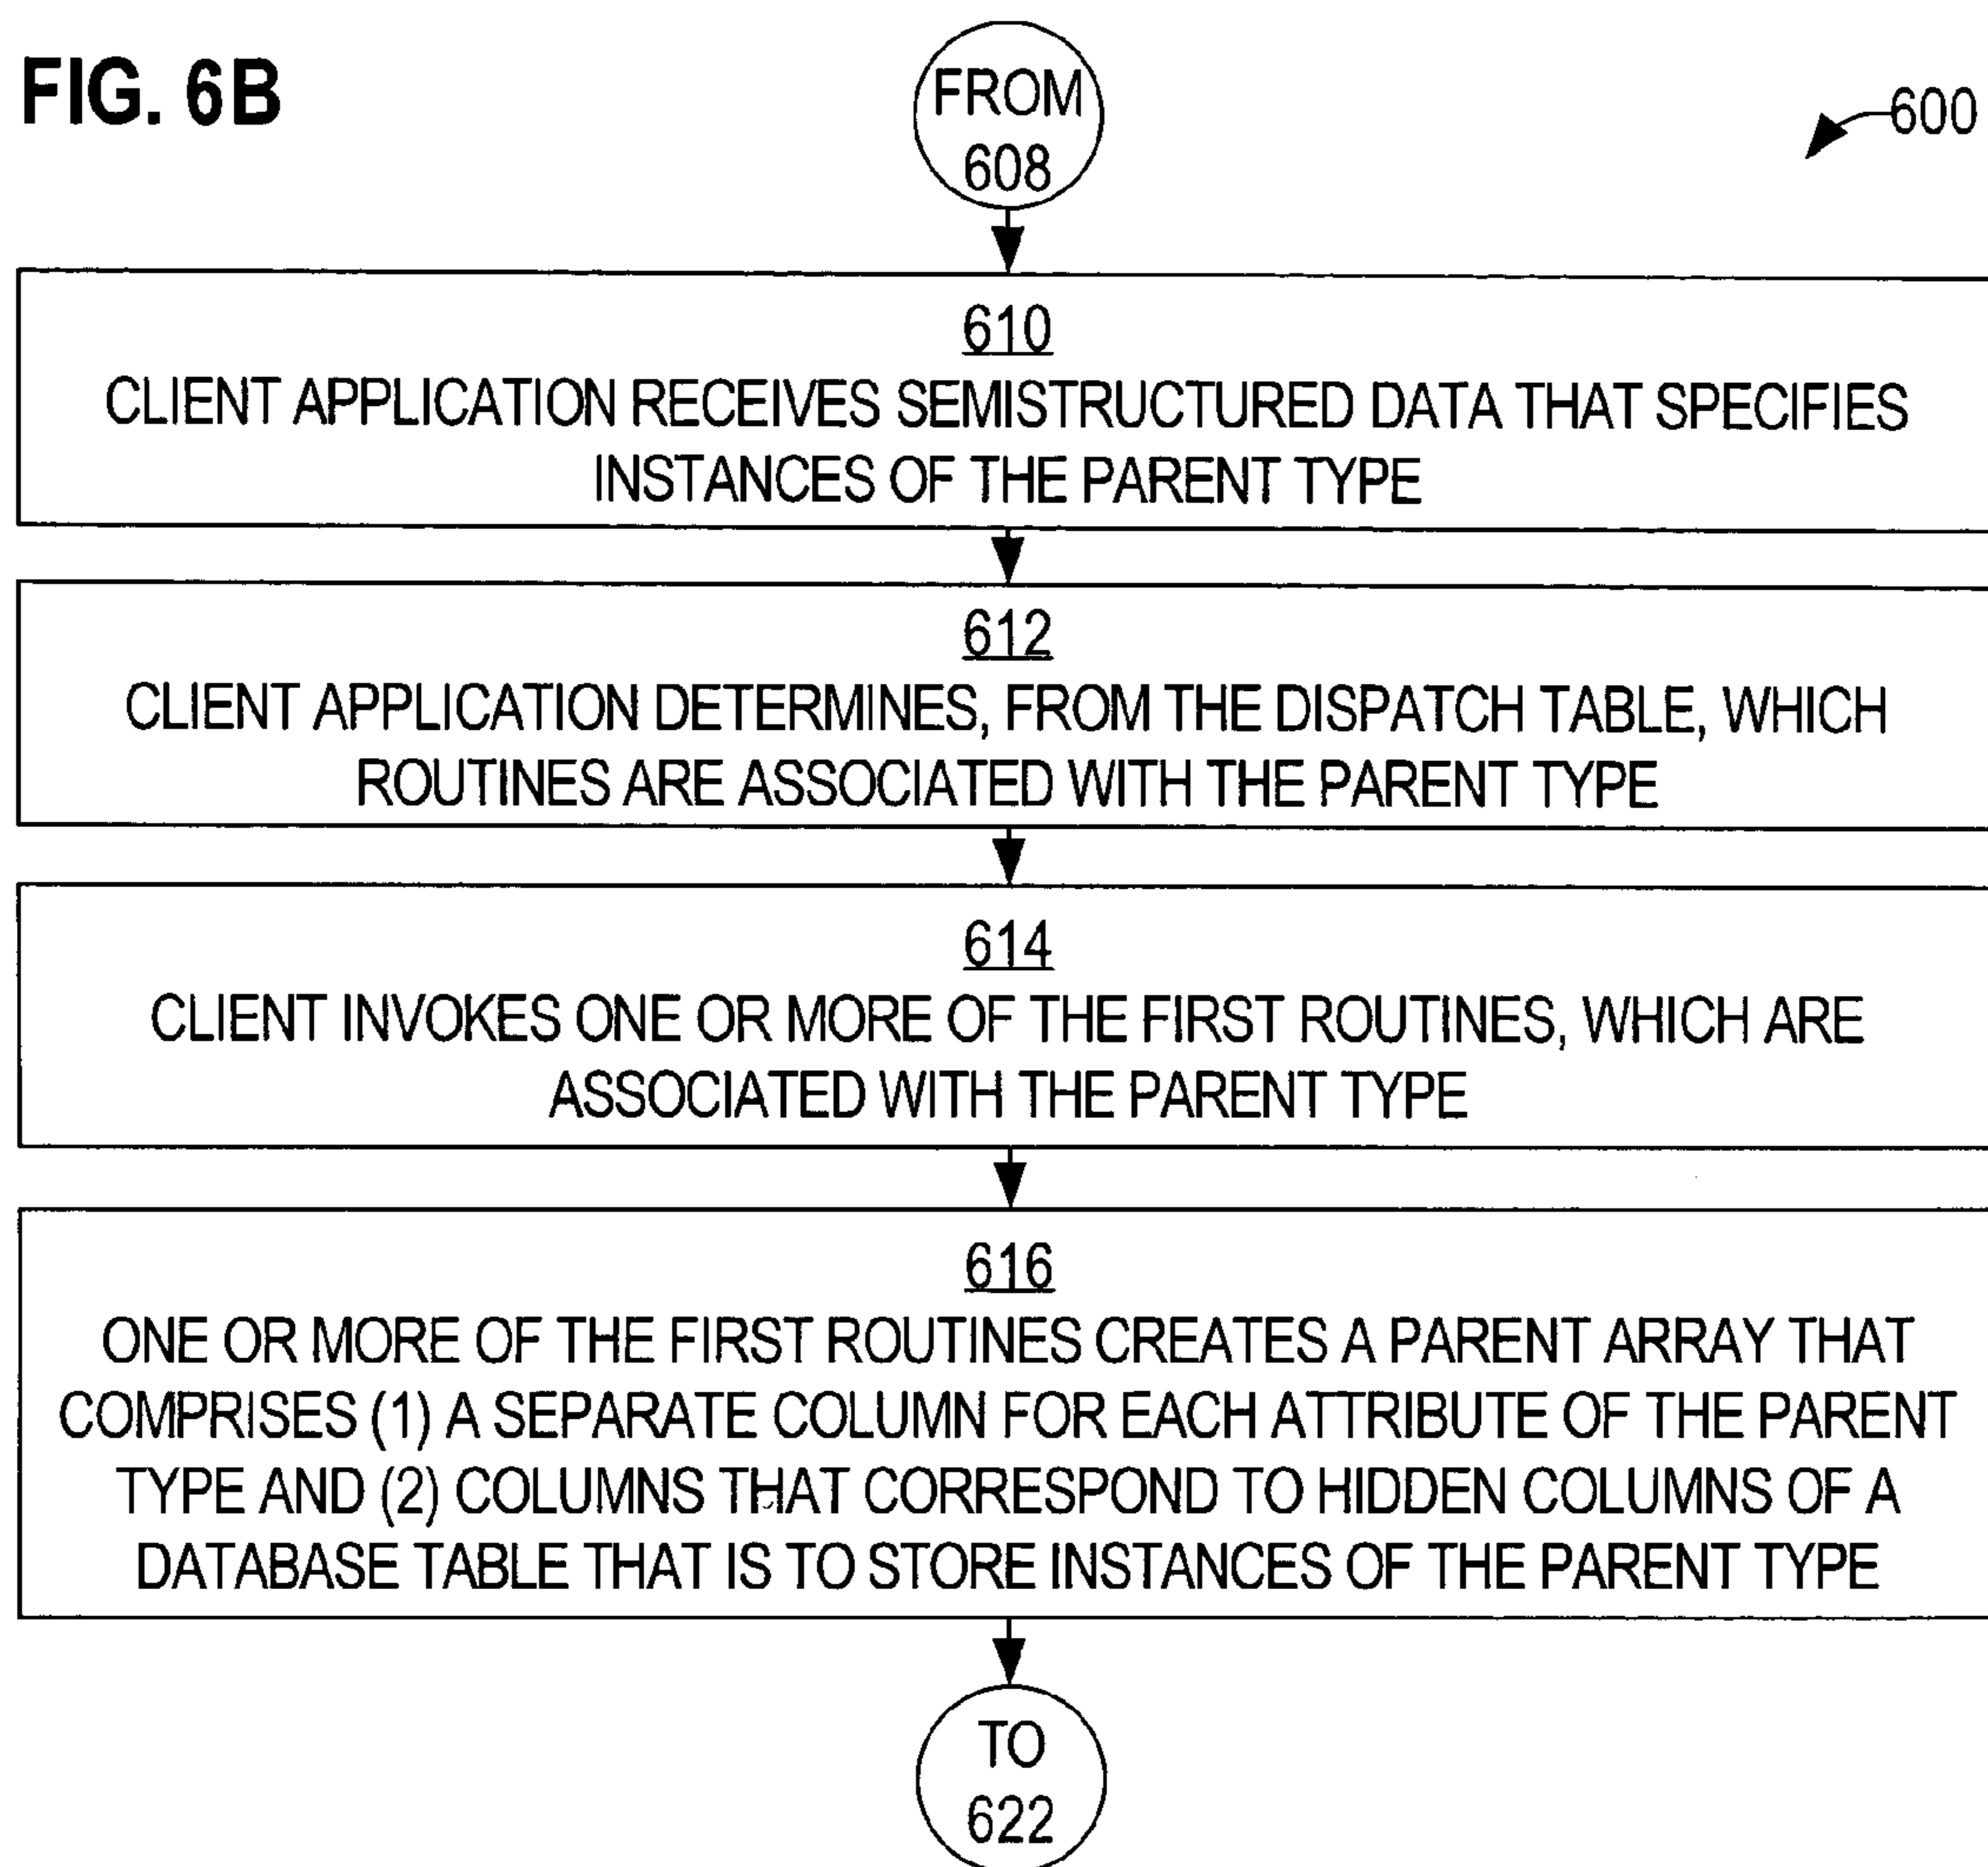 FIG. 6B
FROM
608
600
610
CLIENT APPLICATION RECEIVES SEMISTRUCTURED DATA THAT SPECIFIES
INSTANCES OF THE PARENT TYPE
612
CLIENT APPLICATION DETERMINES, FROM THE DISPATCH TABLE, WHICH
ROUTINES ARE ASSOCIATED WITH THE PARENT TYPE
614
CLIENT INVOKES ONE OR MORE OF THE FIRST ROUTINES, WHICH ARE
ASSOCIATED WITH THE PARENT TYPE
616
ONE OR MORE OF THE FIRST ROUTINES CREATES A PARENT ARRAY THAT
COMPRISES (1) A SEPARATE COLUMN FOR EACH ATTRIBUTE OF THE PARENT
TYPE AND (2) COLUMNS THAT CORRESPOND TO HIDDEN COLUMNS OF A
DATABASE TABLE THAT IS TO STORE INSTANCES OF THE PARENT TYPE
TO
622